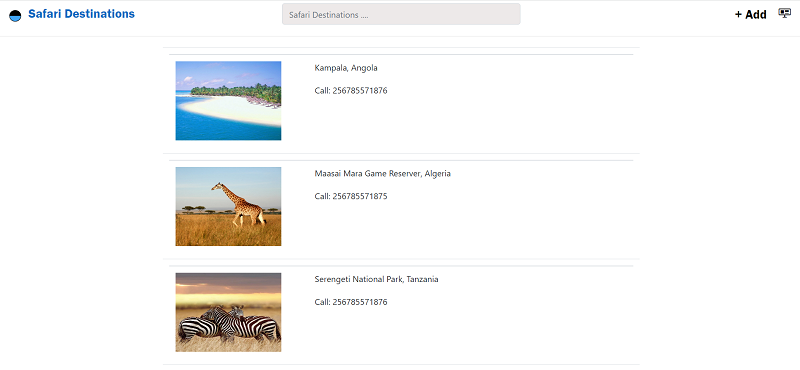 Safari Destinations
Safari Destinations ....
+ Add
Kampala, Angola
Call: 256785571876
Maasai Mara Game Reserver, Algeria
Call: 256785571875
Serengeti National Park, Tanzania
Call: 256785571876